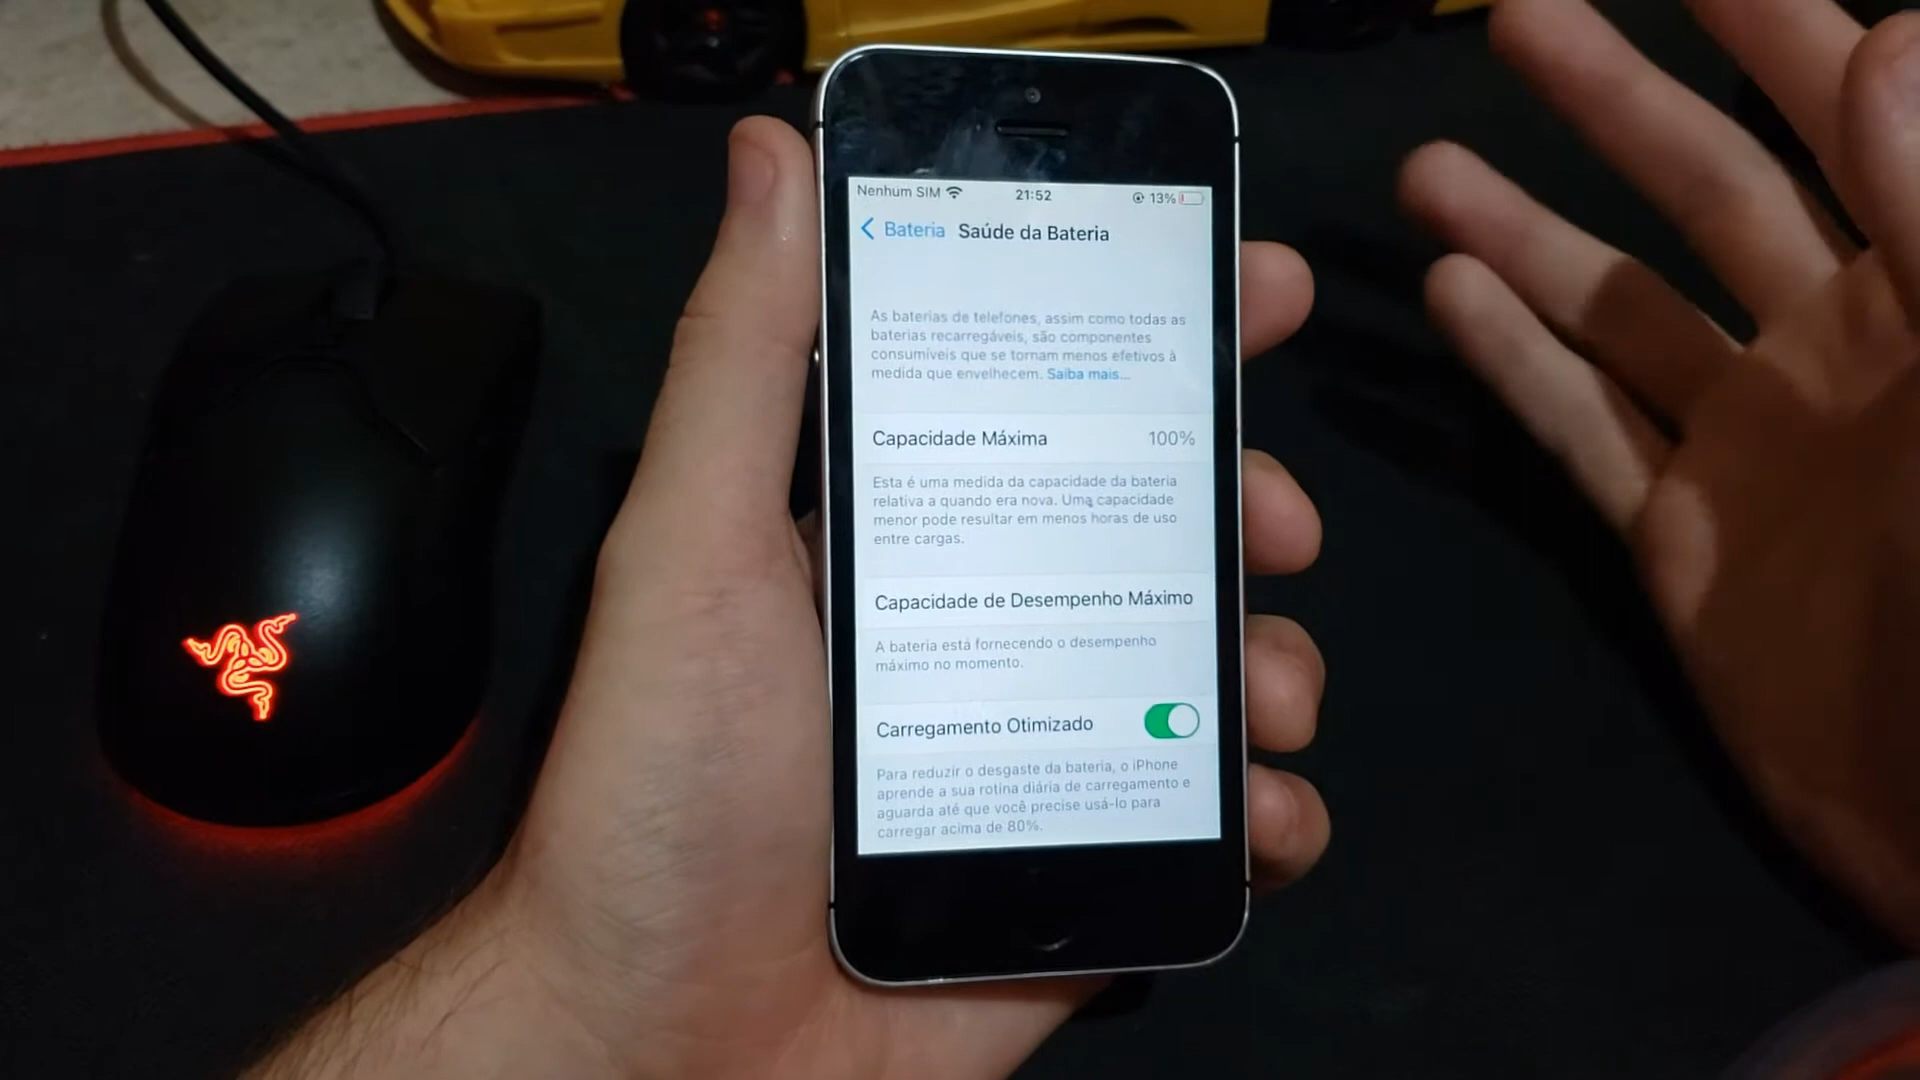 Nenhum SIM
21:52
13%
Bateria
Saúde da Bateria
As baterias de telefones, assim como todas as
baterias recarregáveis, são componentes
consumíveis que se tornam menos efetivos à
medida que envelhecem. Saiba mais...
Capacidade Máxima
100%
Esta é uma medida da capacidade da bateria
relativa a quando era nova. Uma capacidade
menor pode resultar em menos horas de uso
entre cargas.
Capacidade de Desempenho Máximo
A bateria está fornecendo o desempenho
máximo no momento.
Carregamento Otimizado
Para reduzir o desgaste da bateria, o iPhone
aprende a sua rotina diária de carregamento e
aguarda até que você precise usá-lo para
carregar acima de 80%.